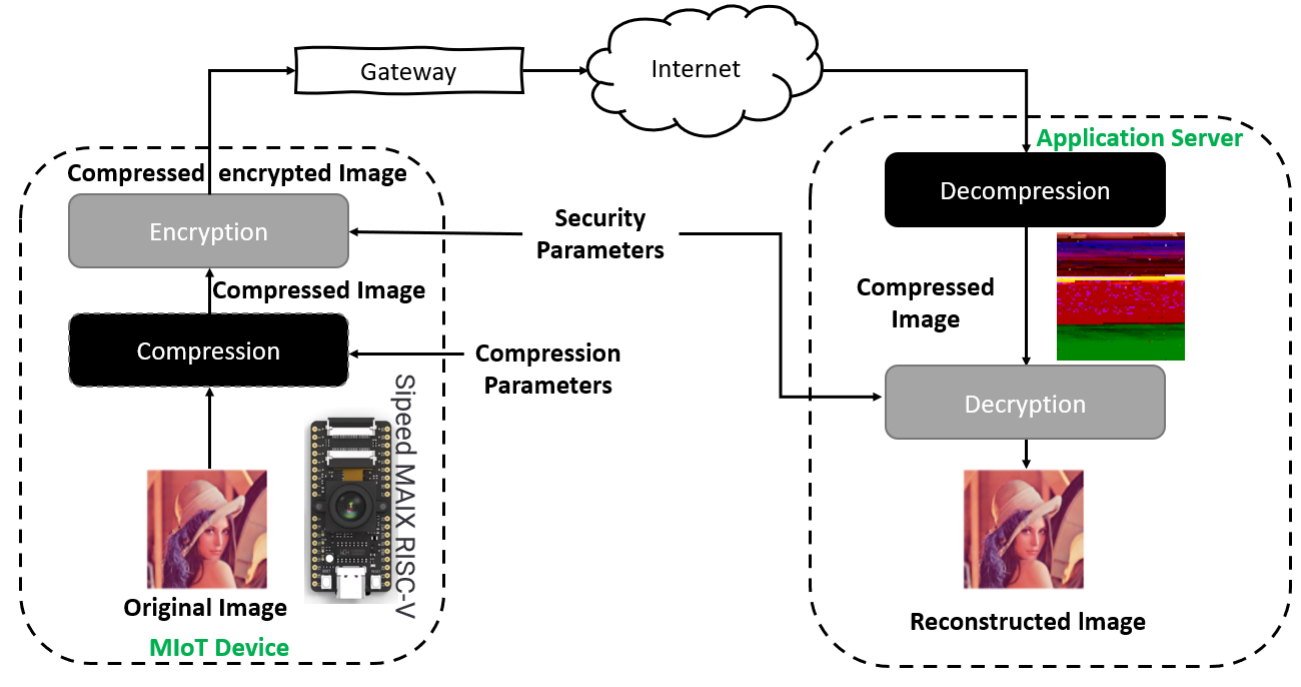 Gateway
Internet
Application Server
Compressed encrypted Image
Decompression
Encryption
Security
Parameters
Compressed Image
Compressed
Image
Compression
Compression
Parameters
Sipeed MAIX RISC-V
Decryption
Original Image
Reconstructed Image
MIoT Device